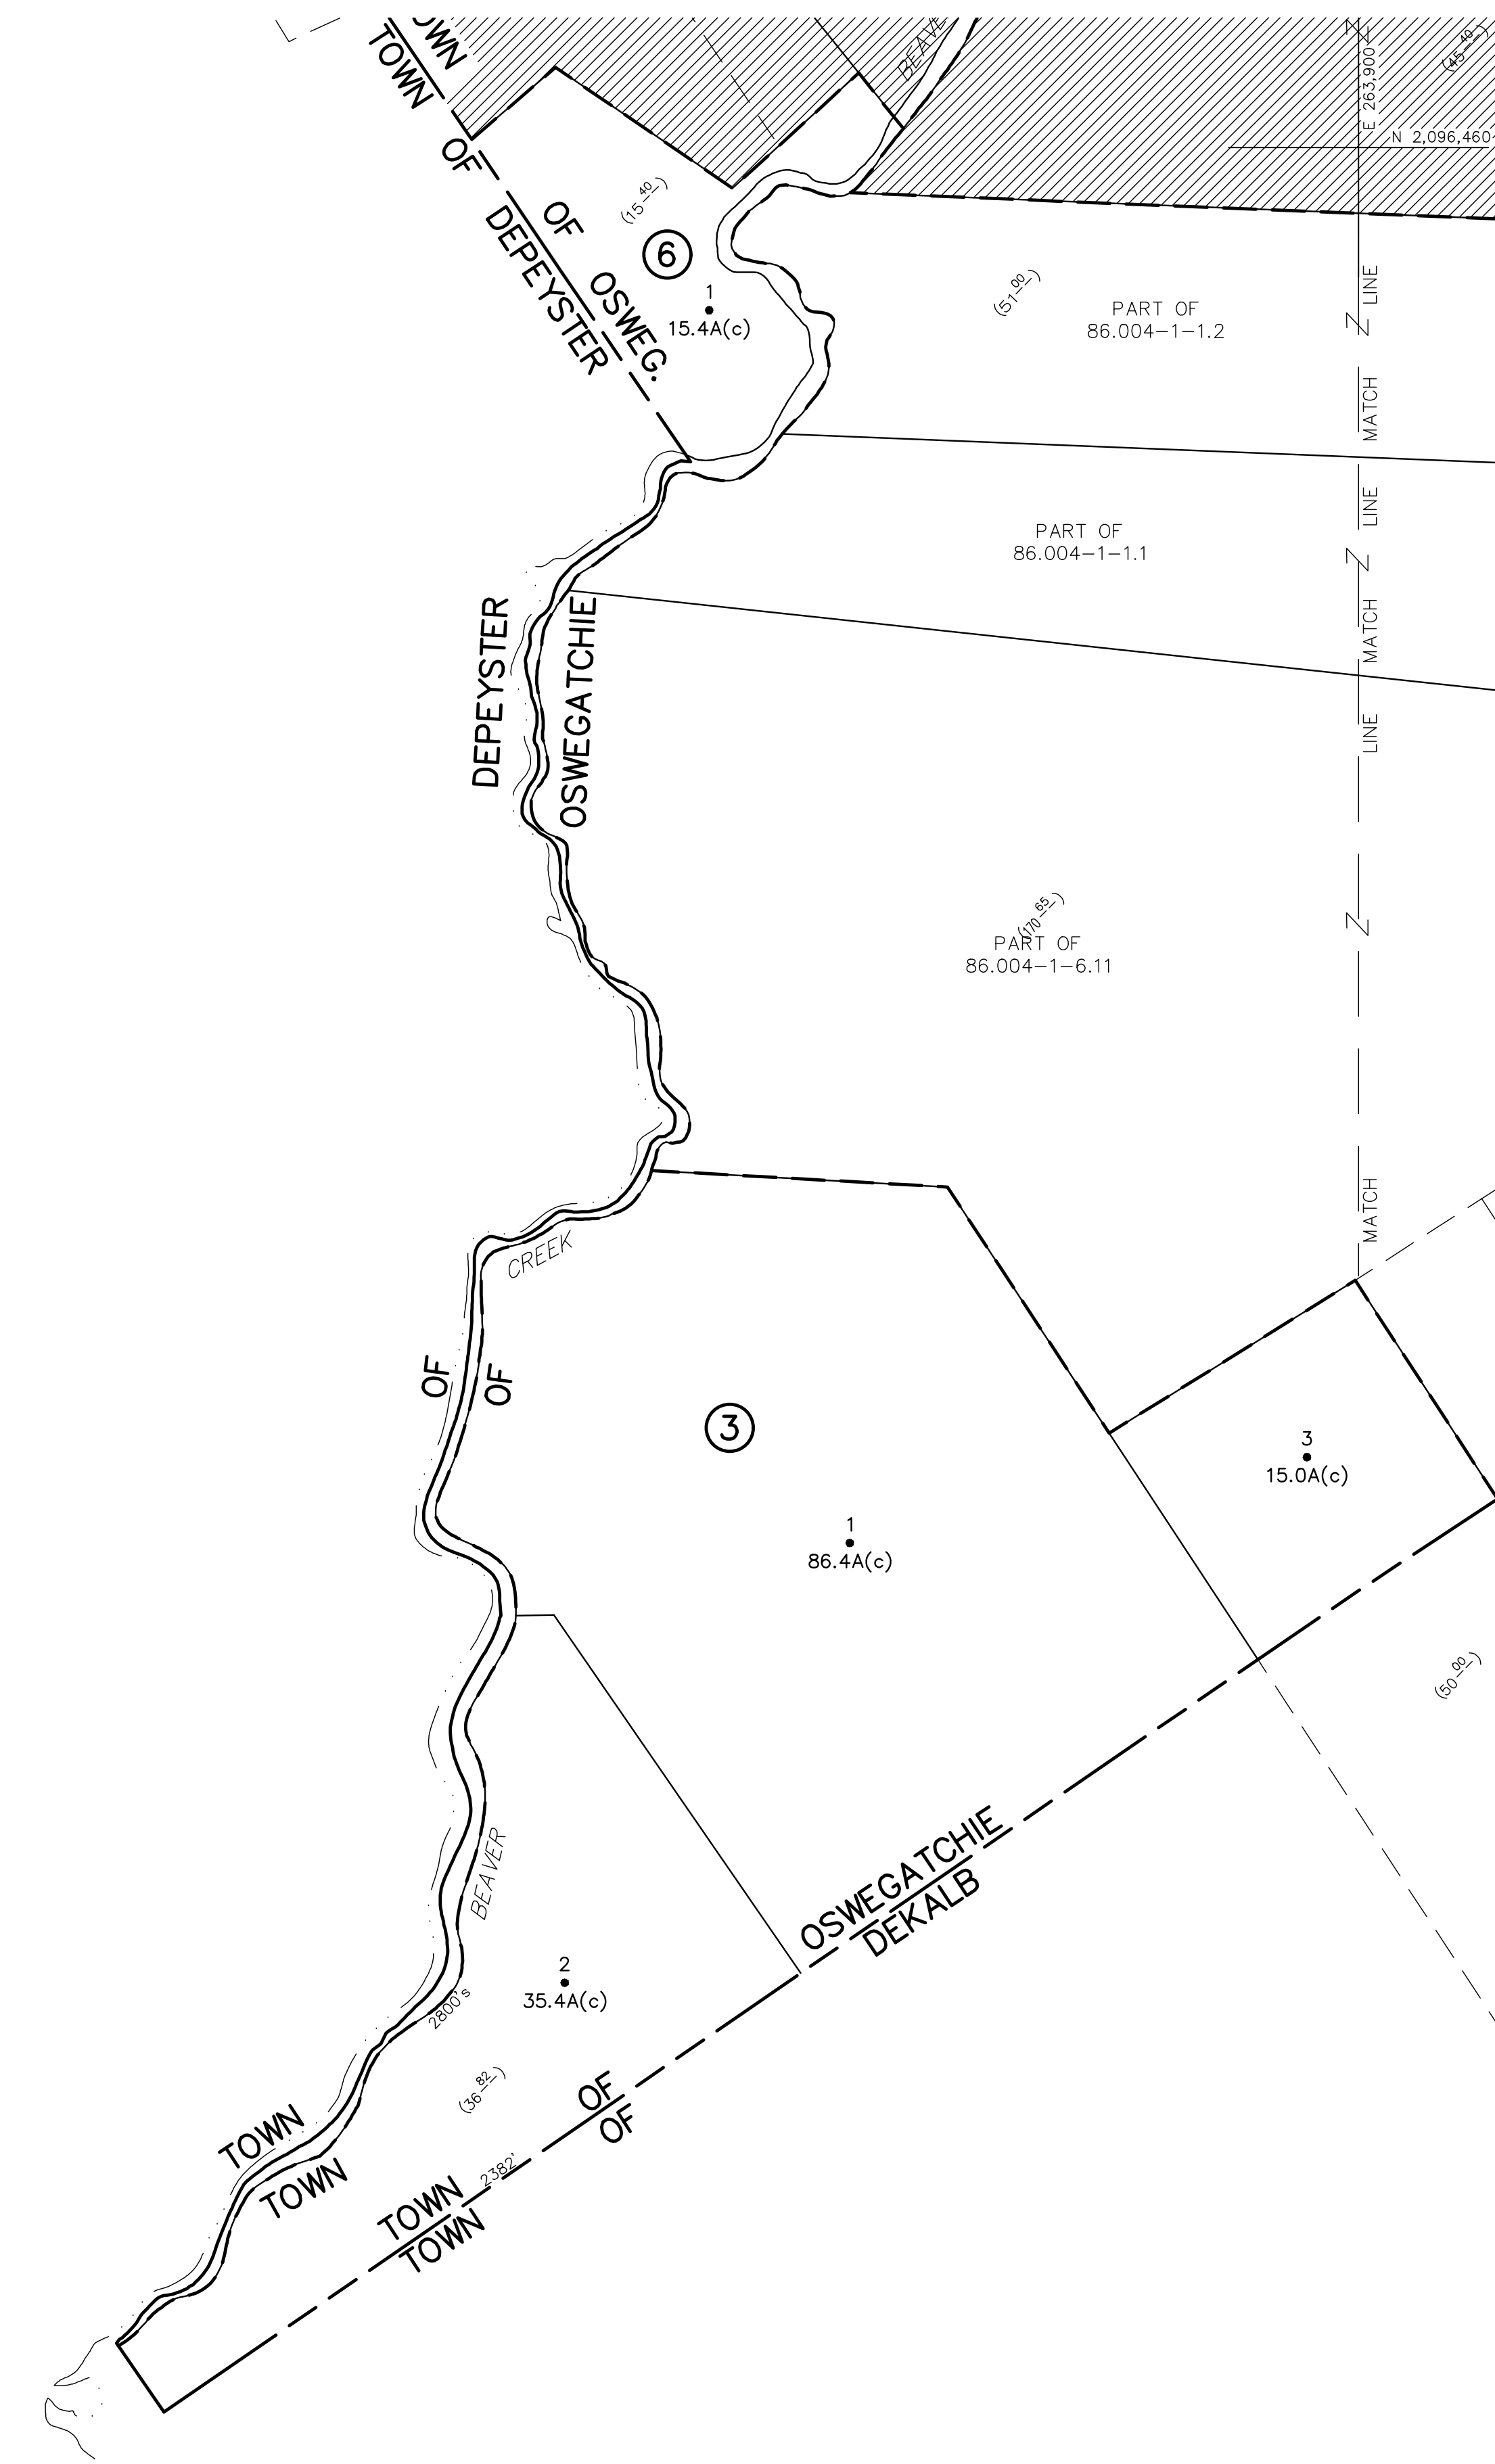 OWN
TOWN
BEAVE
(45.40)
E 263,900
N 2,096,460
OF
OF
DEPEYSTER
OSWEG.
(15.40)
6
1
15.4A(c)
(51.00)
PART OF
86.004-1-1.2
LINE
MATCH
LINE
PART OF
86.004-1-1.1
MATCH
LINE
DEPEYSTER
OSWEGATCHIE
(170.65)
PART OF
86.004-1-6.11
MATCH
CREEK
OF
OF
3
3
15.0A(c)
1
86.4A(c)
(50.00)
OSWEGATCHIE
DEKALB
BEAVER
2
35.4A(c)
2800's
(36.82)
OF
OF
TOWN
TOWN
2382'
TOWN
TOWN